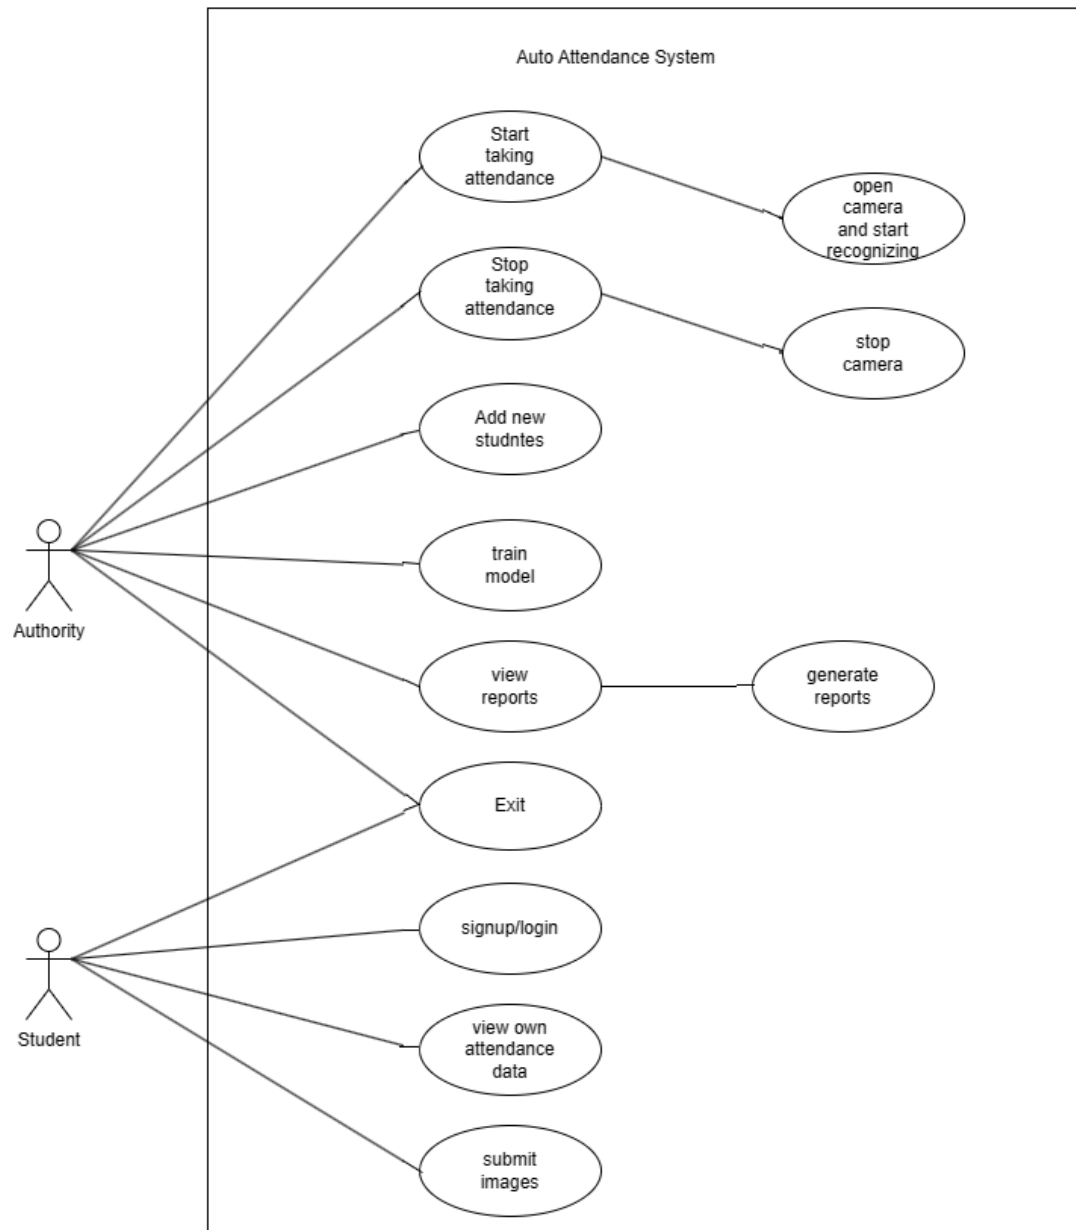 Auto Attendance System
Start
taking
attendance
open
camera
and start
recognizing
Stop
taking
attendance
stop
camera
Add new
studntes
train
model
Authority
view
reports
generate
reports
Exit
signup/login
Student
view own
attendance
data
submit
images